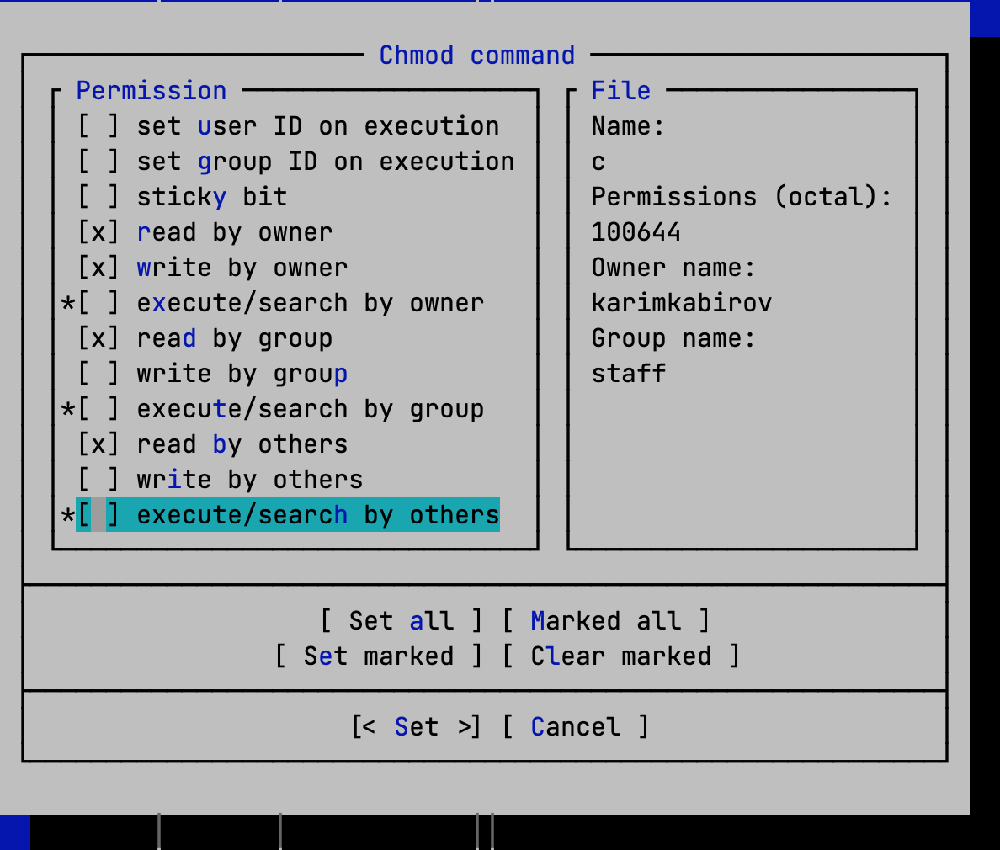 Chmod command
Permission
[ ] set user ID on execution
[ ] set group ID on execution
[ ] sticky bit
[x] read by owner
[x] write by owner
*[ ] execute/search by owner
[x] read by group
[ ] write by group
*[ ] execute/search by group
[x] read by others
[ ] write by others
*[ ] execute/search by others
File
Name:
c
Permissions (octal):
100644
Owner name:
karimkabirov
Group name:
staff
[ Set all ] [ Marked all ]
[ Set marked ] [ Clear marked ]
[< Set >] [ Cancel ]